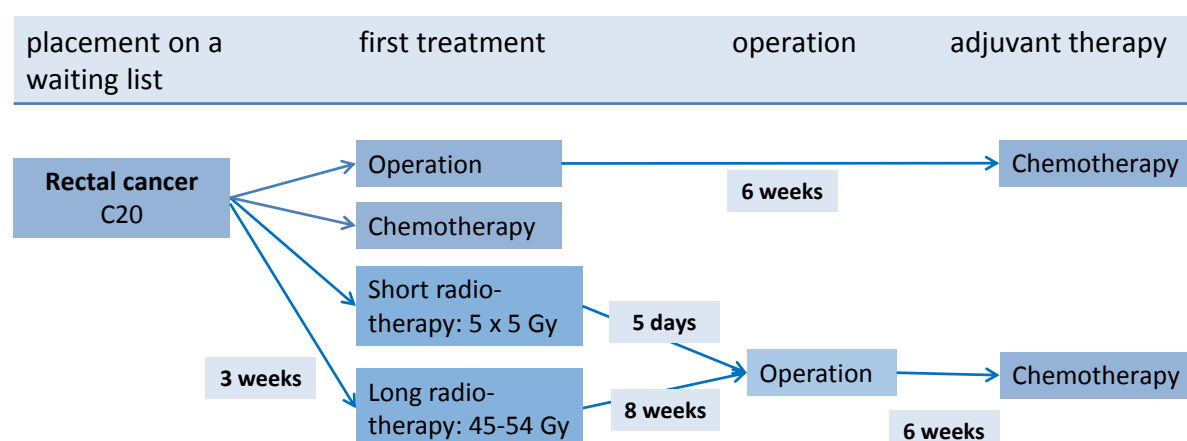 placement on a
waiting list
first treatment
operation
adjuvant therapy
Rectal cancer
C20
Operation
6 weeks
Chemotherapy
Chemotherapy
Short radio-
therapy: 5 x 5 Gy
5 days
3 weeks
Long radio-
therapy: 45-54 Gy
8 weeks
Operation
6 weeks
Chemotherapy